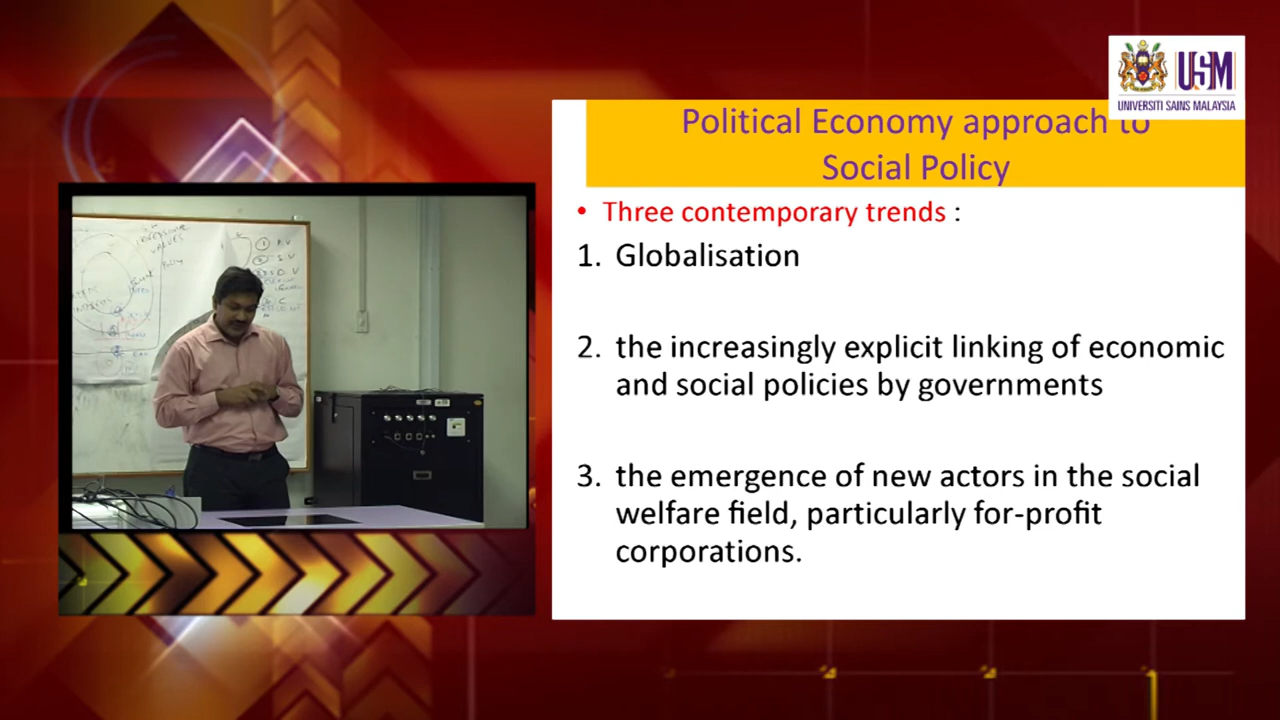 USM
UNIVERSITI SAINS MALAYSIA
Political Economy approach to
Social Policy
• Three contemporary trends :
1. Globalisation
2. the increasingly explicit linking of economic
and social policies by governments
3. the emergence of new actors in the social
welfare field, particularly for-profit
corporations.
VALUES
Policy